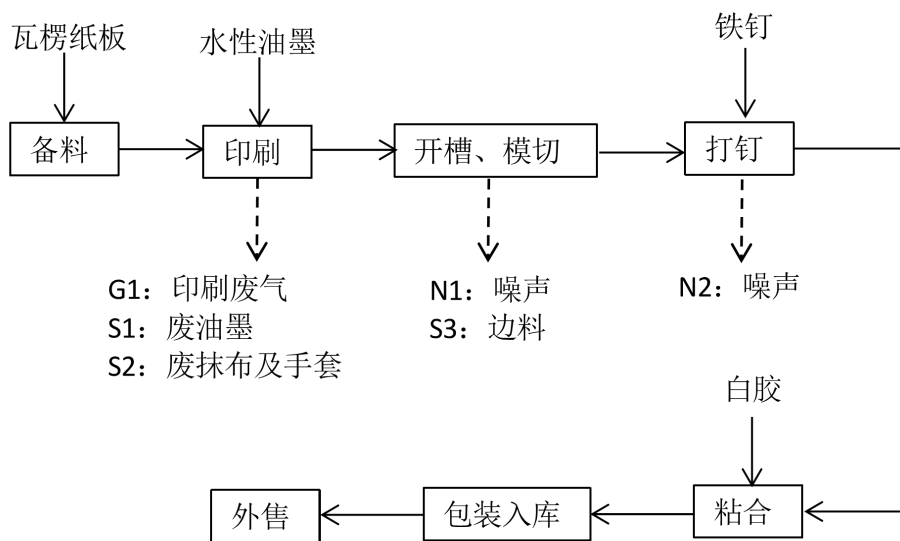 瓦楞纸板
水性油墨
铁钉
备料
印刷
开槽、模切
打钉
G1：印刷废气
S1：废油墨
S2：废抹布及手套
N1：噪声
S3：边料
N2：噪声
白胶
外售
包装入库
粘合